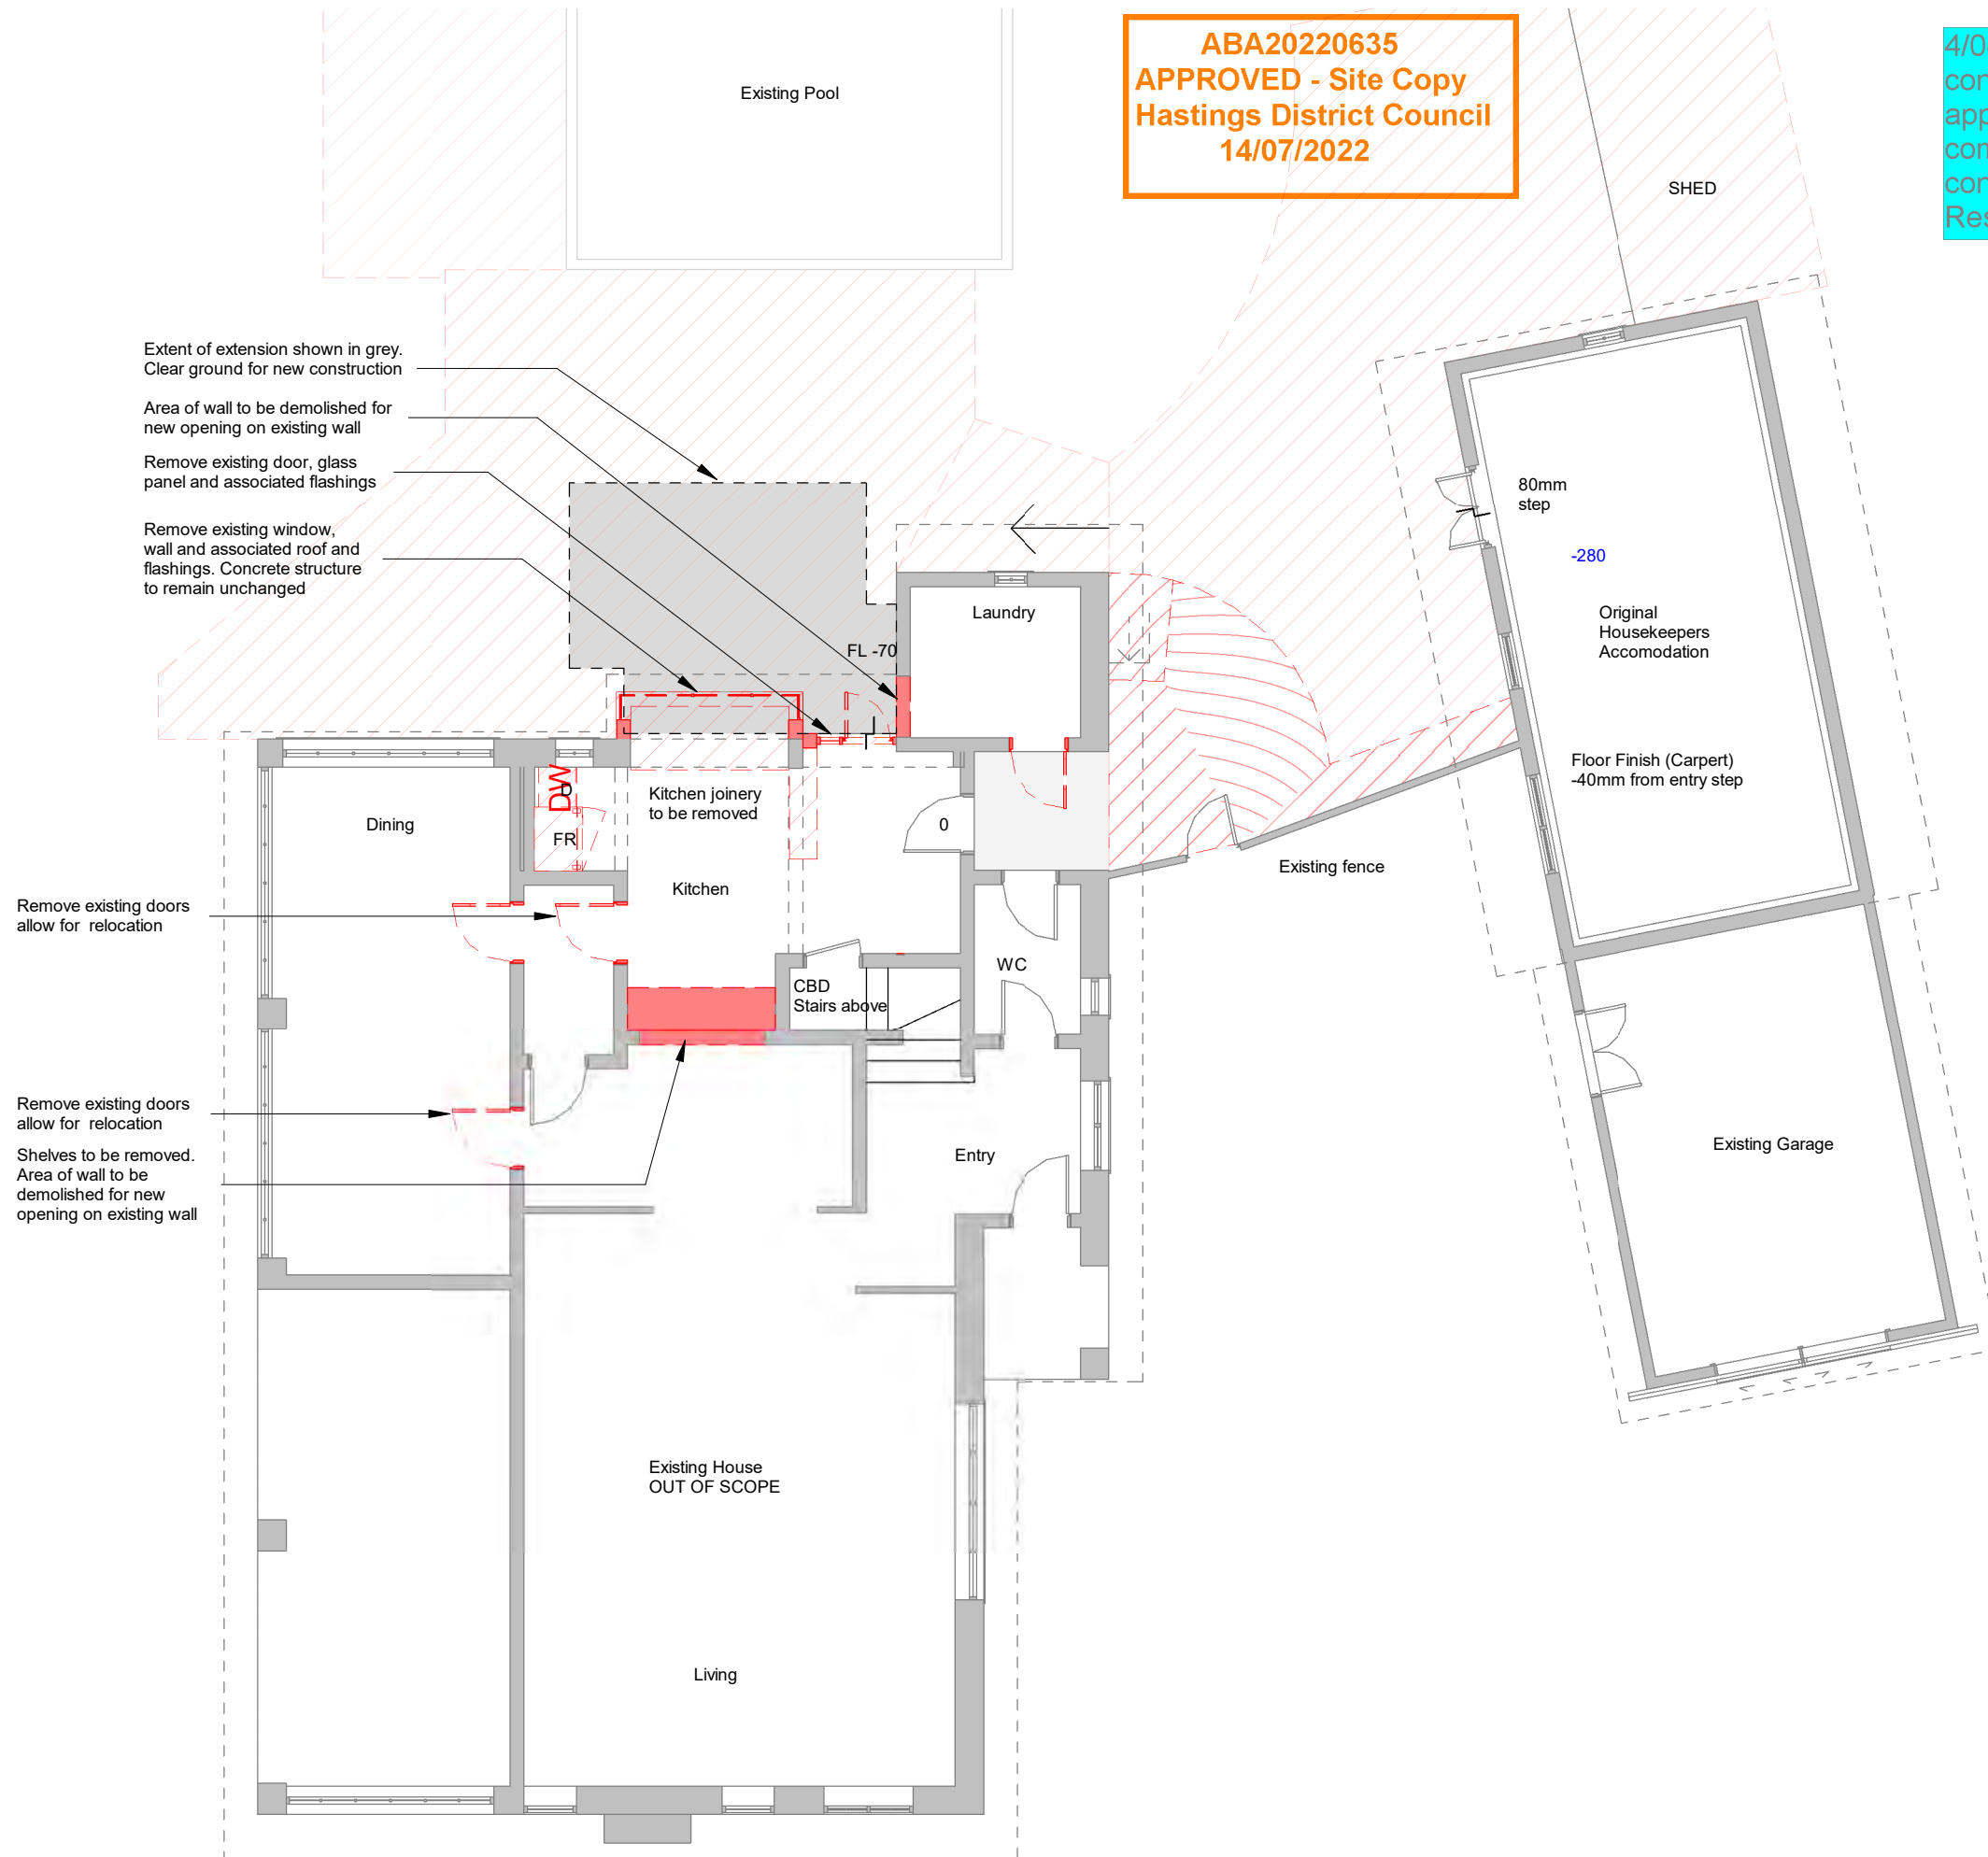 ABA20220635
APPROVED - Site Copy
Hastings District Council
14/07/2022
Existing Pool
SHED
Extent of extension shown in grey.
Clear ground for new construction
Area of wall to be demolished for
new opening on existing wall
Remove existing door, glass
panel and associated flashings
Remove existing window,
wall and associated roof and
flashings. Concrete structure
to remain unchanged
80mm
step
-280
Laundry
FL -70
Original
Housekeepers
Accomodation
Floor Finish (Carpert)
-40mm from entry step
DW
D
FR
Kitchen joinery
to be removed
Dining
0
Kitchen
Existing fence
Remove existing doors
allow for relocation
WC
CBD
Stairs above
Remove existing doors
allow for relocation
Shelves to be removed.
Area of wall to be
demolished for new
opening on existing wall
Entry
Existing Garage
Existing House
OUT OF SCOPE
Living